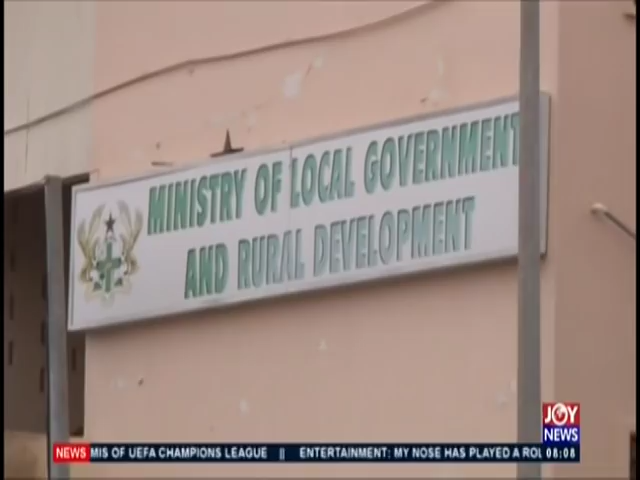 MINISTRY OF LOCAL GOVERNMENT
AND RURAL DEVELOPMENT
JOY
NEWS
NEWS MIS OF UEFA CHAMPIONS LEAGUE || ENTERTAINMENT: MY NOSE HAS PLAYED A ROL 08:08